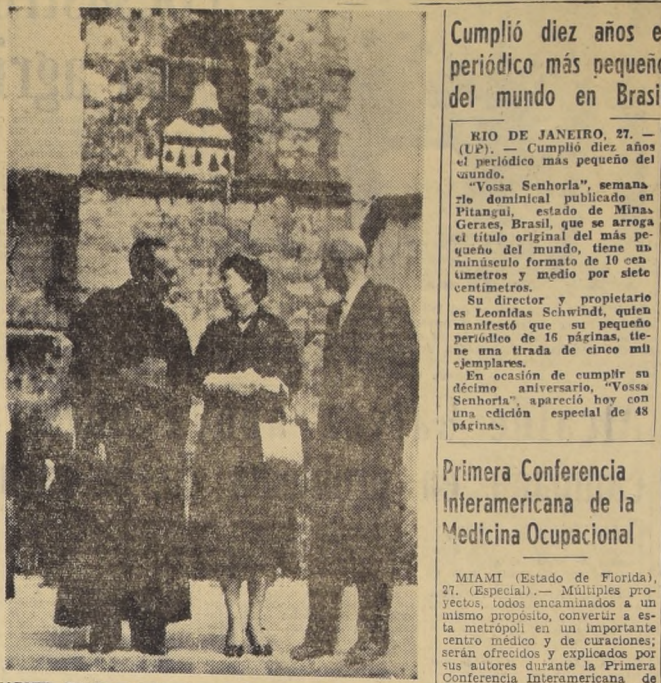 Cumplió diez años e
periódico más pequeño
del mundo en Brasi
RIO DE JANEIRO, 27. —
(UP). — Cumplió diez años
el periódico más pequeño del
mundo.
"Vossa Senhoria", semana
rio dominical publicado en
Pitangui, estado de Minas
Geraes, Brasil, que se arroga
el título original del más pe-
queño del mundo, tiene un
minúsculo formato de 10 cen
tímetros y medio por siete
centímetros.
Su director y propietario
es Leonidas Schwindt, quien
manifestó que su pequeño
periódico de 16 páginas, tie-
ne una tirada de cinco mil
ejemplares.
En ocasión de cumplir su
décimo aniversario, "Vossa
Senhoria", apareció hoy con
una edición especial de 48
páginas.
Primera Conferencia
Interamericana de la
Medicina Ocupacional
MIAMI (Estado de Florida),
27. (Especial).— Múltiples pro-
yectos, todos encaminados a un
mismo propósito, convertir a es-
ta metrópoli en un importante
centro médico y de curaciones;
serán ofrecidos y explicados por
sus autores durante la Primera
Conferencia Interamericana de